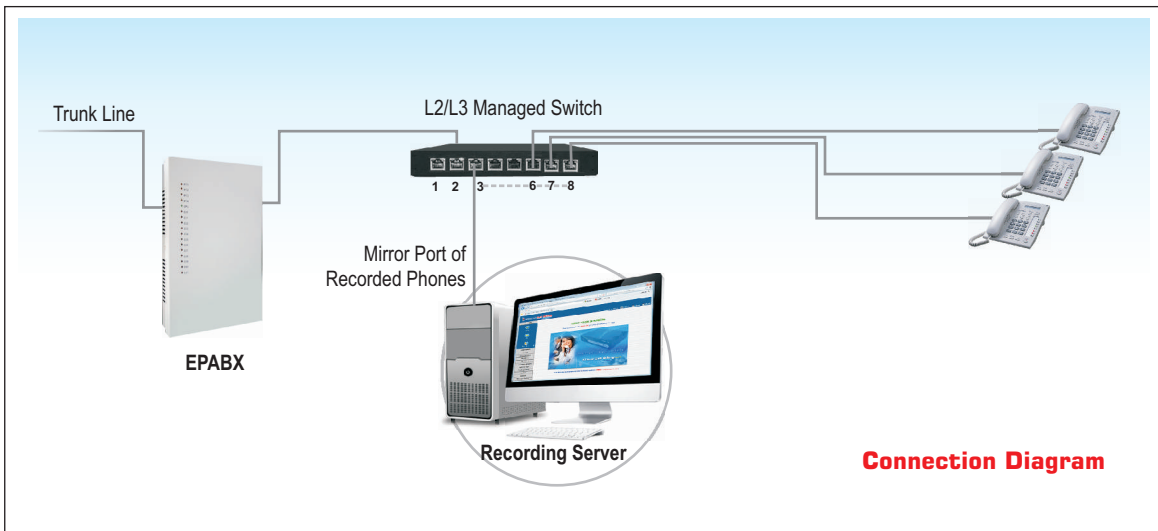 Trunk Line
L2/L3 Managed Switch
1 2 3 6 7 8
Mirror Port of
Recorded Phones
EPABX
Recording Server
Connection Diagram